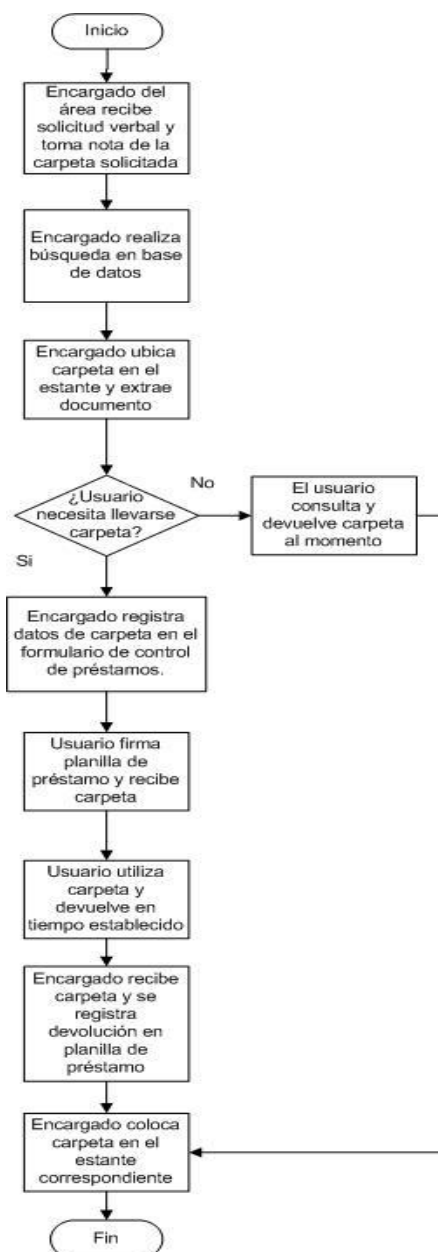 Inicio
Encargado del
área recibe
solicitud verbal y
toma nota de la
carpeta solicitada
Encargado realiza
búsqueda en base
de datos
Encargado ubica
carpeta en el
estante y extrae
documento
¿Usuario
necesita llevarse
carpeta?
No
El usuario
consulta y
devuelve carpeta
al momento
Si
Encargado registra
datos de carpeta en el
formulario de control
de préstamos.
Usuario firma
planilla de
préstamo y recibe
carpeta
Usuario utiliza
carpeta y
devuelve en
tiempo establecido
Encargado recibe
carpeta y se
registra
devolución en
planilla de
préstamo
Encargado coloca
carpeta en el
estante
correspondiente
Fin